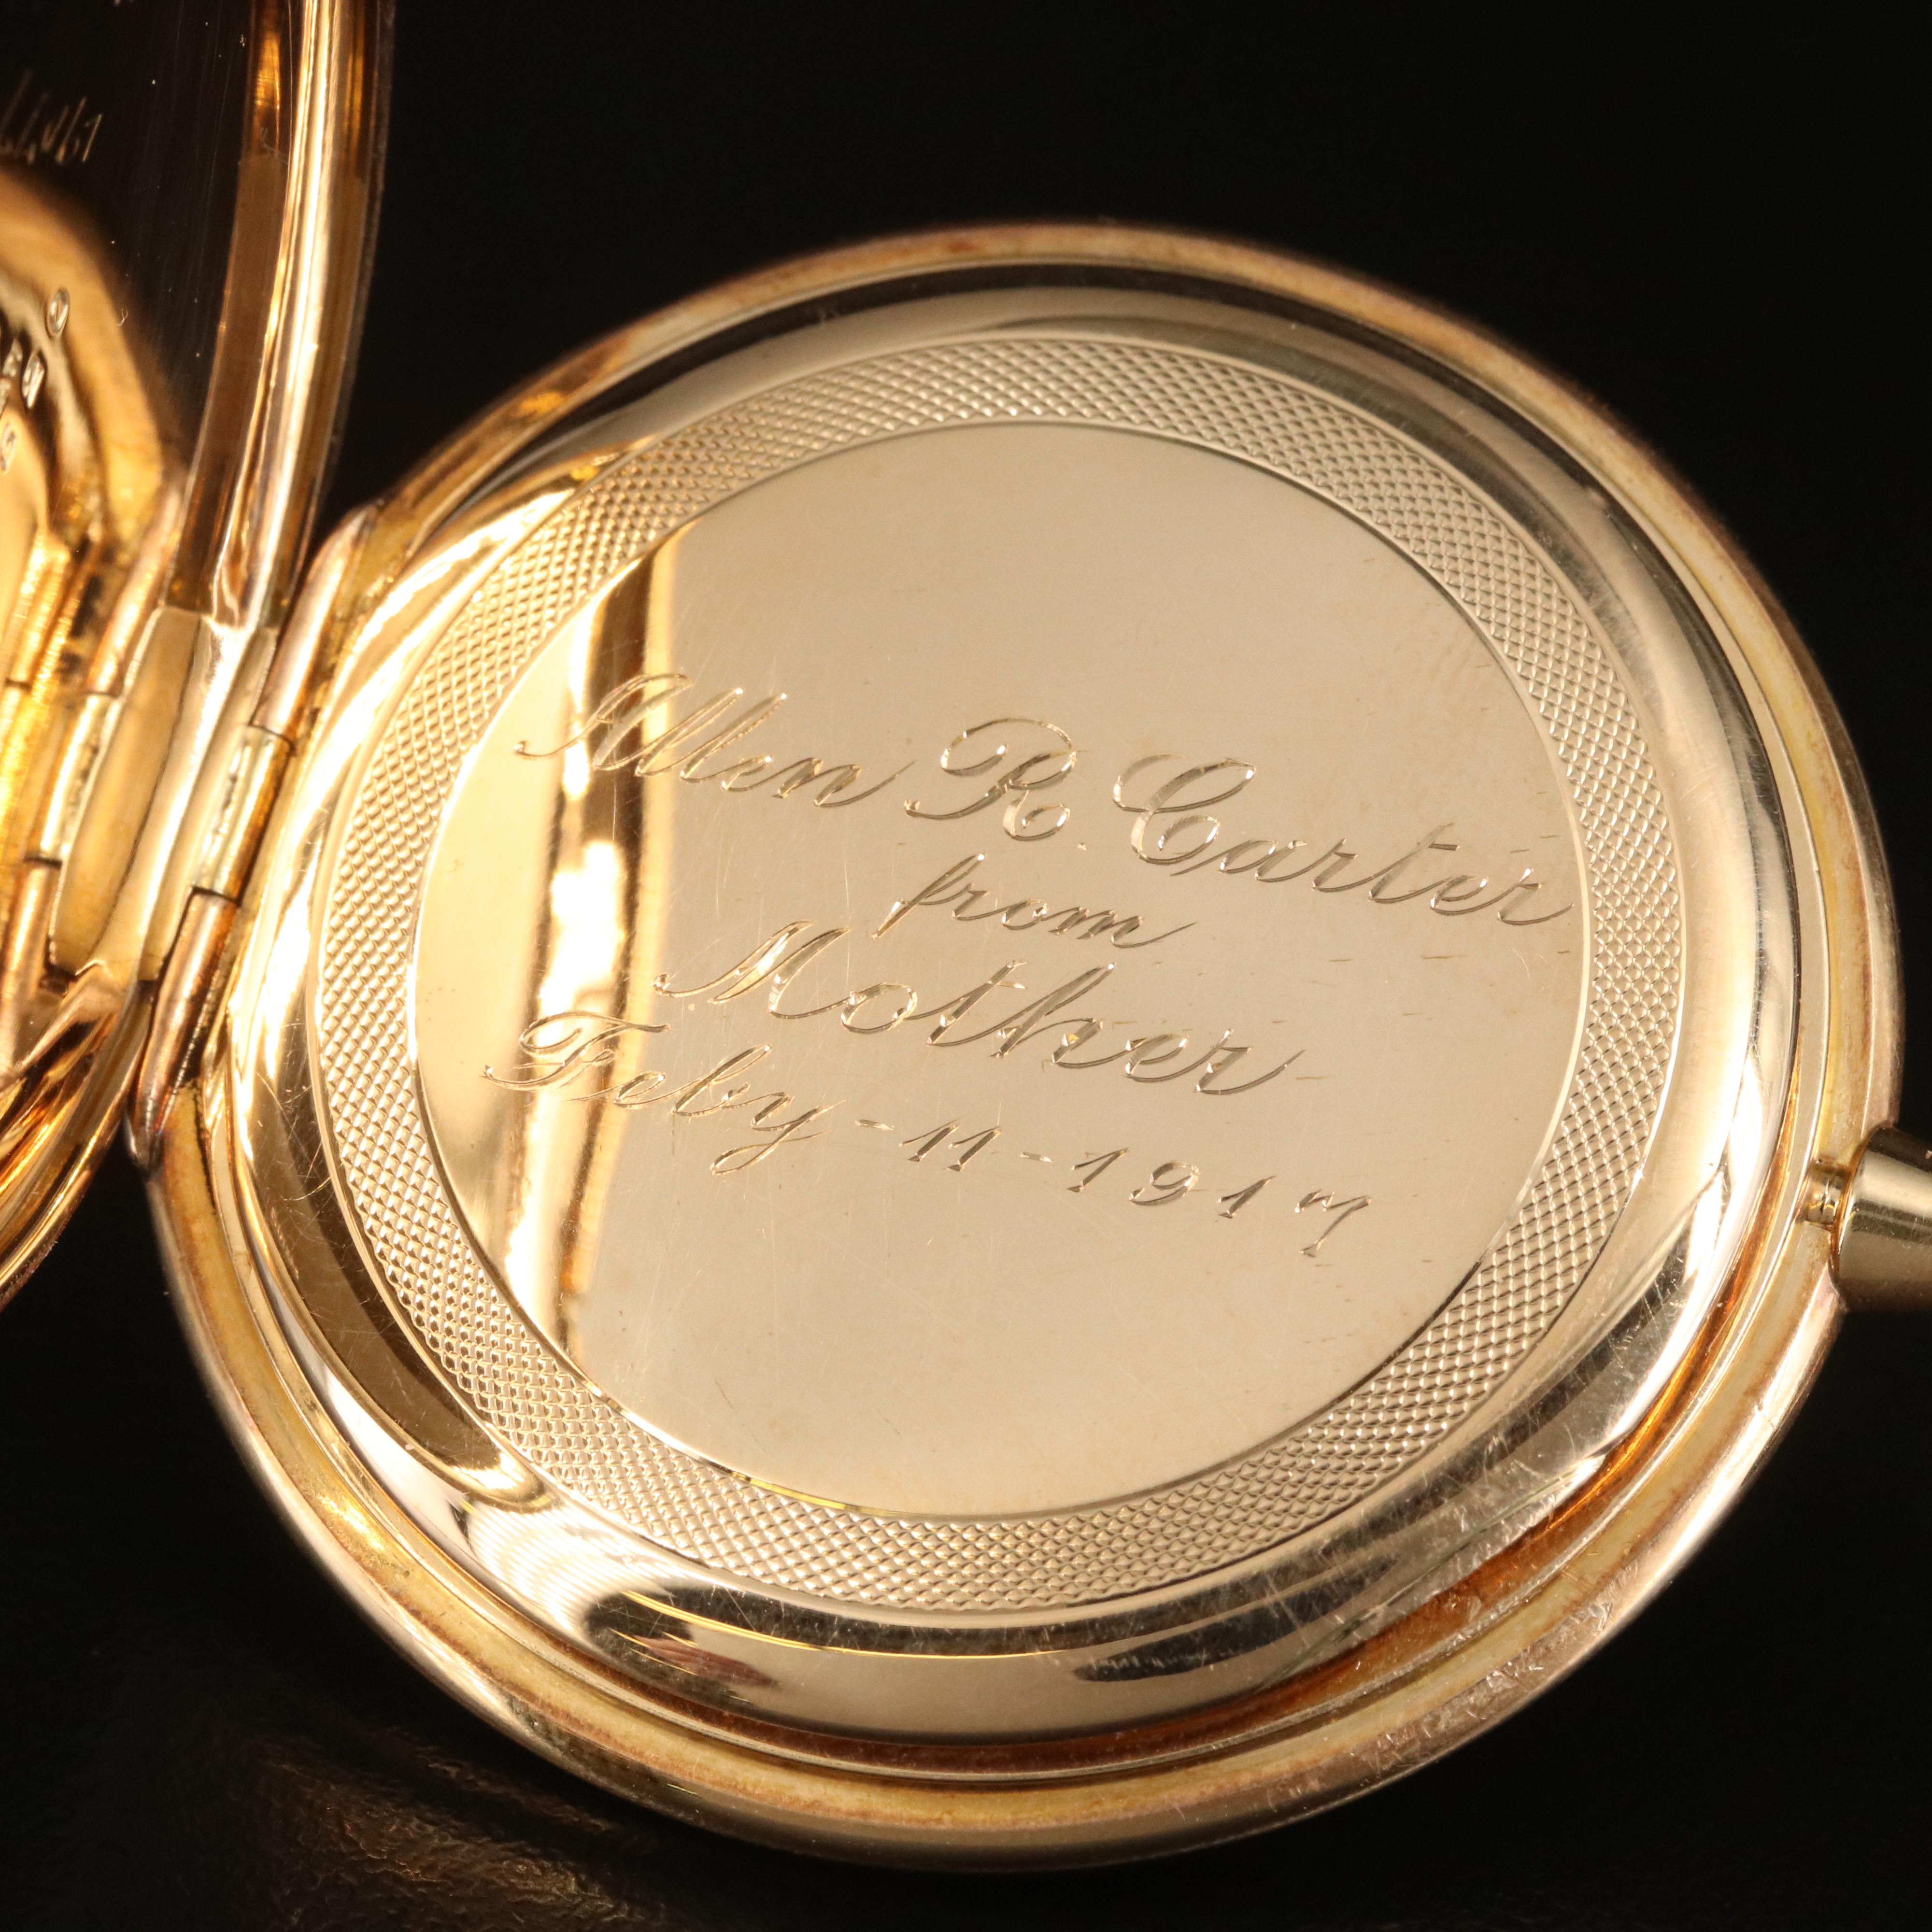 Allen R. Carter
from
Mother
Feby-11-1917